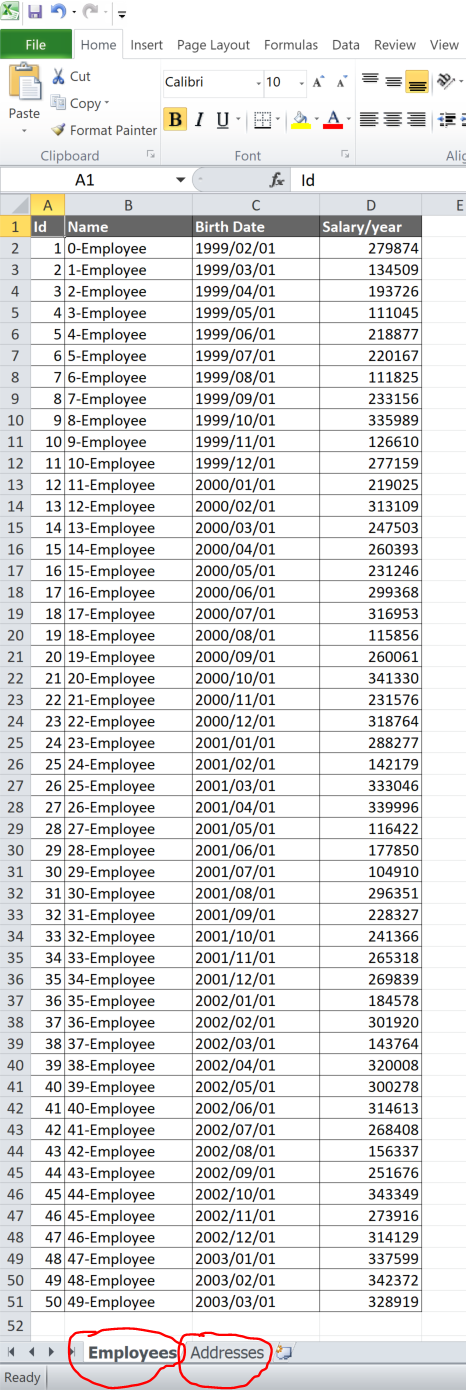 File Home Insert Page Layout Formulas Data Review View
Cut
Copy
Format Painter
Paste
Calibri 10 A A
B I U A
Clipboard Font
A1 fx Id
A B C D E
1 Id Name Birth Date Salary/year
2 1 0-Employee 1999/02/01 279874
3 2 1-Employee 1999/03/01 134509
4 3 2-Employee 1999/04/01 193726
5 4 3-Employee 1999/05/01 111045
6 5 4-Employee 1999/06/01 218877
7 6 5-Employee 1999/07/01 220167
8 7 6-Employee 1999/08/01 111825
9 8 7-Employee 1999/09/01 233156
10 9 8-Employee 1999/10/01 335989
11 10 9-Employee 1999/11/01 126610
12 11 10-Employee 1999/12/01 277159
13 12 11-Employee 2000/01/01 219025
14 13 12-Employee 2000/02/01 313109
15 14 13-Employee 2000/03/01 247503
16 15 14-Employee 2000/04/01 260393
17 16 15-Employee 2000/05/01 231246
18 17 16-Employee 2000/06/01 299368
19 18 17-Employee 2000/07/01 316953
20 19 18-Employee 2000/08/01 115856
21 20 19-Employee 2000/09/01 260061
22 21 20-Employee 2000/10/01 341330
23 22 21-Employee 2000/11/01 231576
24 23 22-Employee 2000/12/01 318764
25 24 23-Employee 2001/01/01 288277
26 25 24-Employee 2001/02/01 142179
27 26 25-Employee 2001/03/01 333046
28 27 26-Employee 2001/04/01 339996
29 28 27-Employee 2001/05/01 116422
30 29 28-Employee 2001/06/01 177850
31 30 29-Employee 2001/07/01 104910
32 31 30-Employee 2001/08/01 296351
33 32 31-Employee 2001/09/01 228327
34 33 32-Employee 2001/10/01 241366
35 34 33-Employee 2001/11/01 265318
36 35 34-Employee 2001/12/01 269839
37 36 35-Employee 2002/01/01 184578
38 37 36-Employee 2002/02/01 301920
39 38 37-Employee 2002/03/01 143764
40 39 38-Employee 2002/04/01 320008
41 40 39-Employee 2002/05/01 300278
42 41 40-Employee 2002/06/01 314613
43 42 41-Employee 2002/07/01 268408
44 43 42-Employee 2002/08/01 156337
45 44 43-Employee 2002/09/01 251676
46 45 44-Employee 2002/10/01 343349
47 46 45-Employee 2002/11/01 273916
48 47 46-Employee 2002/12/01 314129
49 48 47-Employee 2003/01/01 337599
50 49 48-Employee 2003/02/01 342372
51 50 49-Employee 2003/03/01 328919
52
Employees Addresses
Ready